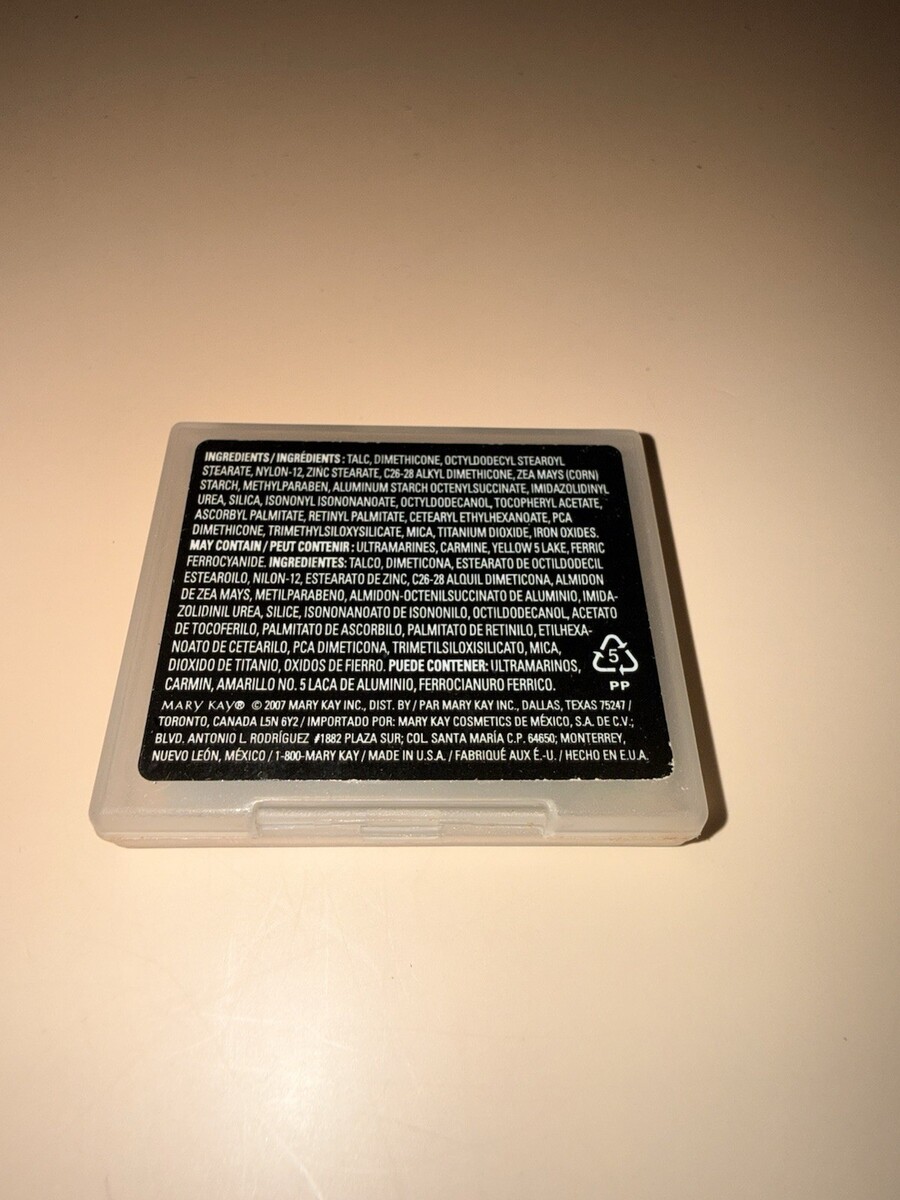 INGREDIENTS / INGRÉDIENTS : TALC, DIMETHICONE, OCTYLDODECYL STEAROYL
STEARATE, NYLON-12, ZINC STEARATE, C26-28 ALKYL DIMETHICONE, ZEA MAYS (CORN)
STARCH, METHYLPARABEN, ALUMINUM STARCH OCTENYLSUCCINATE, IMIDAZOLIDINYL
UREA, SILICA, ISONONYL ISONONANOATE, OCTYLDODECANOL, TOCOPHERYL ACETATE,
ASCORBYL PALMITATE, RETINYL PALMITATE, CETEARYL ETHYLHEXANOATE, PCA
DIMETHICONE, TRIMETHYLSILOXYSILICATE, MICA, TITANIUM DIOXIDE, IRON OXIDES.
MAY CONTAIN / PEUT CONTENIR : ULTRAMARINES, CARMINE, YELLOW 5 LAKE, FERRIC
FERROCYANIDE. INGREDIENTES: TALCO, DIMETICONA, ESTEARATO DE OCTILDODECIL
ESTEAROILO, NILON-12, ESTEARATO DE ZINC, C26-28 ALQUIL DIMETICONA, ALMIDON
DE ZEA MAYS, METILPARABENO, ALMIDON-OCTENILSUCCINATO DE ALUMINIO, IMIDA-
ZOLIDINIL UREA, SILICE, ISONONANOATO DE ISONONILO, OCTILDODECANOL, ACETATO
DE TOCOFERILO, PALMITATO DE ASCORBILO, PALMITATO DE RETINILO, ETILHEXA-
NOATO DE CETEARILO, PCA DIMETICONA, TRIMETILSILOXISILICATO, MICA,
DIOXIDO DE TITANIO, OXIDOS DE FIERRO. PUEDE CONTENER: ULTRAMARINOS,
CARMIN, AMARILLO NO. 5 LACA DE ALUMINIO, FERROCIANURO FERRICO.
5
PP
MARY KAY® © 2007 MARY KAY INC., DIST. BY / PAR MARY KAY INC., DALLAS, TEXAS 75247 /
TORONTO, CANADA L5N 6Y2 / IMPORTADO POR: MARY KAY COSMETICS DE MÉXICO, S.A. DE C.V.;
BLVD. ANTONIO L. RODRÍGUEZ #1882 PLAZA SUR; COL. SANTA MARÍA C.P. 64650; MONTERREY,
NUEVO LEÓN, MÉXICO / 1-800-MARY KAY / MADE IN U.S.A. / FABRIQUÉ AUX É.-U. / HECHO EN E.U.A.